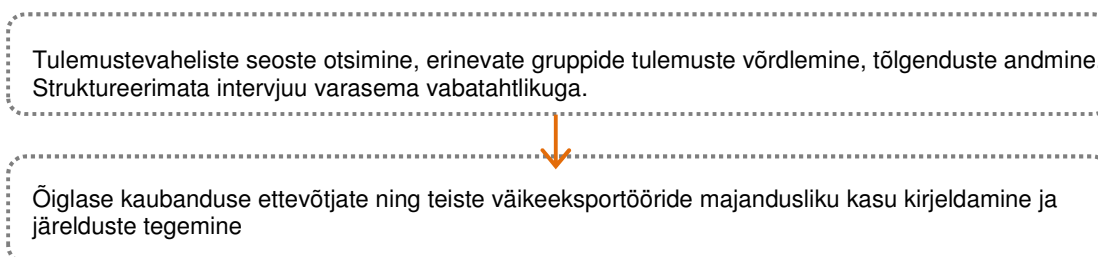 Tulemustevaheliste seoste otsimine, erinevate gruppide tulemuste võrdlemine, tõlgenduste andmine
Struktureerimata intervjuu varasema vabatahtlikuga.
Õiglase kaubanduse ettevõtjate ning teiste väikeeksportööride majandusliku kasu kirjeldamine ja
järelduste tegemine